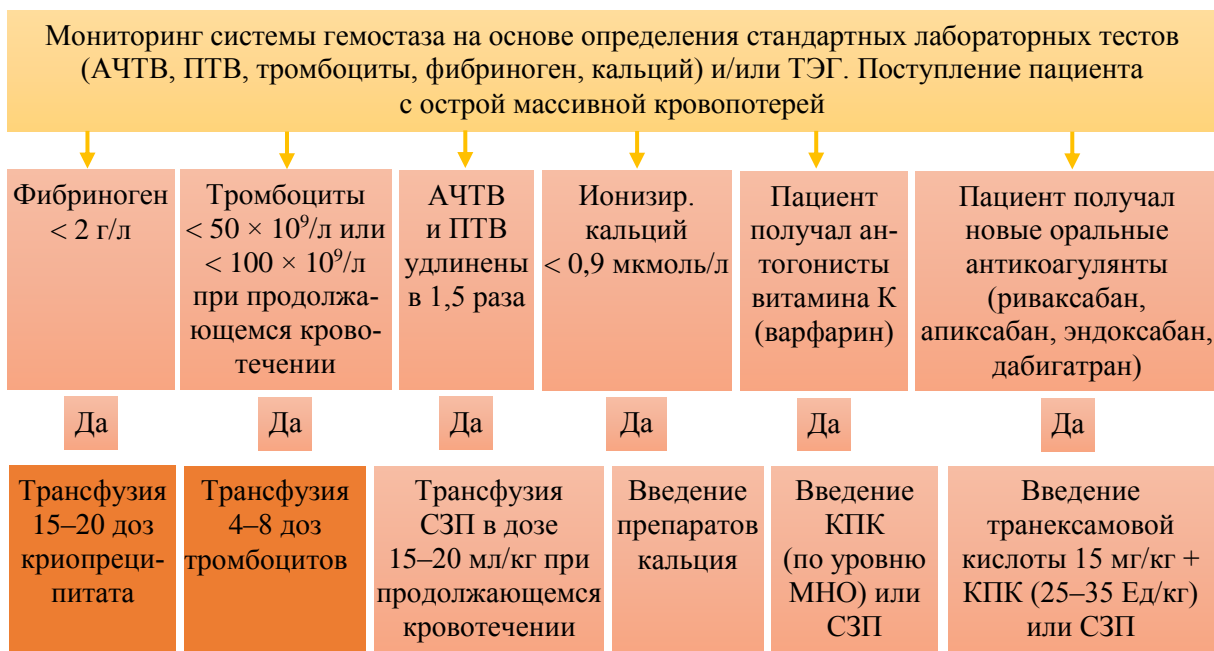 Мониторинг системы гемостаза на основе определения стандартных лабораторных тестов
(АЧТВ, ПТВ, тромбоциты, фибриноген, кальций) и/или ТЭГ. Поступление пациента
с острой массивной кровопотерей
Фибриноген
< 2 г/л
Тромбоциты
< 50 × 10⁹/л или
< 100 × 10⁹/л
при продолжа-
ющемся крово-
течении
АЧТВ
и ПТВ
удлинены
в 1,5 раза
Ионизир.
кальций
< 0,9 мкмоль/л
Пациент
получал ан-
тогонисты
витамина К
(варфарин)
Пациент получал
новые оральные
антикоагулянты
(риваксабан,
апиксабан, эндоксабан,
дабигатран)
Да
Да
Да
Да
Да
Да
Трансфузия
15–20 доз
криопреци-
питата
Трансфузия
4–8 доз
тромбоцитов
Трансфузия
СЗП в дозе
15–20 мл/кг при
продолжающемся
кровотечении
Введение
препаратов
кальция
Введение
КПК
(по уровню
МНО) или
СЗП
Введение
транексамовой
кислоты 15 мг/кг +
КПК (25–35 Ед/кг)
или СЗП